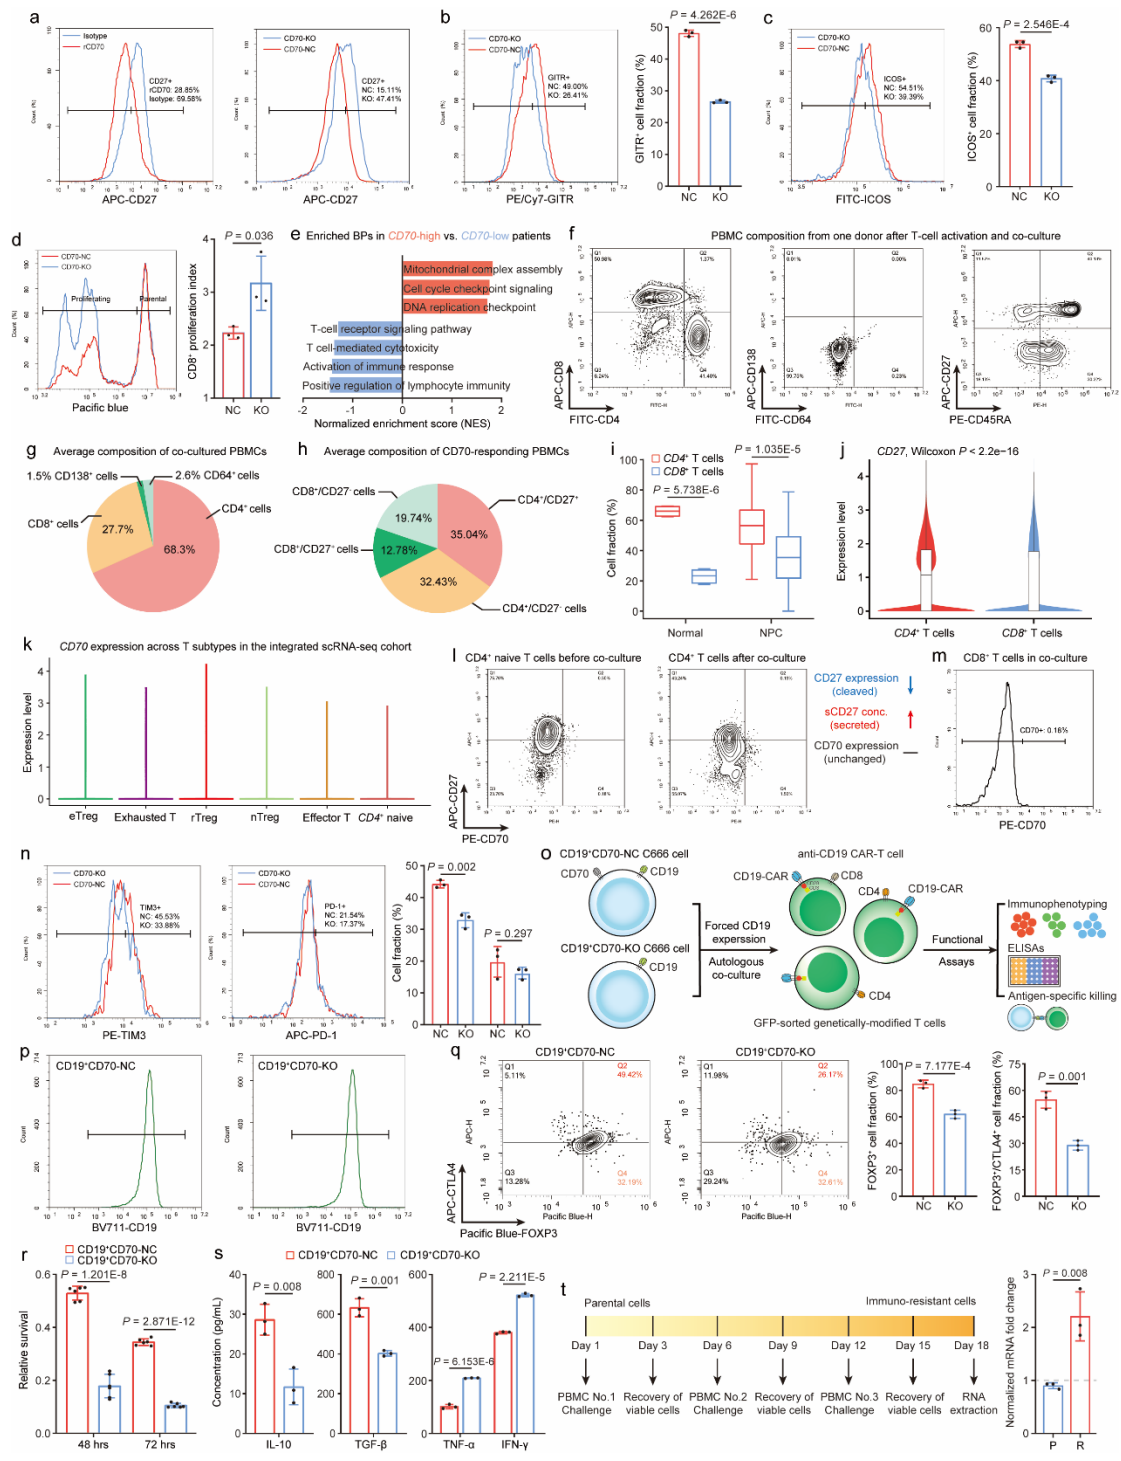 a
Isotype
rCD70
CD27+
rCD70: 28.85%
Isotype: 69.58%
Count (%)
APC-CD27
CD70-KO
CD70-NC
CD27+
NC: 15.11%
KO: 47.41%
Count (%)
APC-CD27
b
CD70-KO
CD70-NC
GITR+
NC: 49.00%
KO: 26.41%
Count (%)
PE/Cy7-GITR
P = 4.262E-6
GITR+ cell fraction (%)
NC KO
c
CD70-KO
CD70-NC
ICOS+
NC: 54.51%
KO: 39.39%
Count (%)
FITC-ICOS
P = 2.546E-4
ICOS+ cell fraction (%)
NC KO
d
CD70-NC
CD70-KO
Proliferating
Parental
Count (%)
Pacific blue
P = 0.036
CD8+ proliferation index
NC KO
e Enriched BPs in CD70-high vs. CD70-low patients
Mitochondrial complex assembly
Cell cycle checkpoint signaling
DNA replication checkpoint
T-cell receptor signaling pathway
T cell-mediated cytotoxicity
Activation of immune response
Positive regulation of lymphocyte immunity
-2 -1 0 1 2
Normalized enrichment score (NES)
f PBMC composition from one donor after T-cell activation and co-culture
APC-CD8
FITC-CD4
APC-CD138
FITC-CD64
APC-CD27
PE-CD45RA
g Average composition of co-cultured PBMCs
1.5% CD138+ cells
2.6% CD64+ cells
CD8+ cells
27.7%
CD4+ cells
68.3%
h Average composition of CD70-responding PBMCs
CD8+/CD27- cells
19.74%
CD4+/CD27+
35.04%
CD8+/CD27+ cells
12.78%
32.43%
CD4+/CD27- cells
i
CD4+ T cells
CD8+ T cells
P = 1.035E-5
P = 5.738E-6
Cell fraction (%)
Normal NPC
j CD27, Wilcoxon P < 2.2e−16
Expression level
CD4+ T cells CD8+ T cells
k CD70 expression across T subtypes in the integrated scRNA-seq cohort
Expression level
eTreg Exhausted T rTreg nTreg Effector T CD4+ naive
l CD4+ naive T cells before co-culture
CD4+ T cells after co-culture
APC-CD27
PE-CD70
CD27 expression
(cleaved)
sCD27 conc.
(secreted)
CD70 expression
(unchanged)
m CD8+ T cells in co-culture
CD70+: 0.16%
Count
PE-CD70
n
CD70-KO
CD70-NC
TIM3+
NC: 45.53%
KO: 33.88%
Count (%)
PE-TIM3
CD70-KO
CD70-NC
PD-1+
NC: 21.54%
KO: 17.37%
Count (%)
APC-PD-1
P = 0.002
P = 0.297
Cell fraction (%)
NC KO NC KO
o CD19+CD70-NC C666 cell
CD70
CD19
CD19+CD70-KO C666 cell
CD19
Forced CD19
experssion
Autologous
co-culture
anti-CD19 CAR-T cell
CD19-CAR
CD8
CD4
CD19-CAR
CD4
GFP-sorted genetically-modified T cells
Functional
Assays
Immunophenotyping
ELISAs
Antigen-specific killing
p
CD19+CD70-NC
Count
BV711-CD19
CD19+CD70-KO
Count
BV711-CD19
q
CD19+CD70-NC
Q1
5.11%
Q2
49.42%
Q3
13.28%
Q4
32.19%
APC-H
Pacific Blue-H
APC-CTLA4
Pacific Blue-FOXP3
CD19+CD70-KO
Q1
11.98%
Q2
26.17%
Q3
29.24%
Q4
32.61%
APC-H
Pacific Blue-H
P = 7.177E-4
FOXP3+ cell fraction (%)
NC KO
P = 0.001
FOXP3+/CTLA4+ cell fraction (%)
NC KO
r
CD19+CD70-NC
CD19+CD70-KO
P = 1.201E-8
P = 2.871E-12
Relative survival
48 hrs 72 hrs
s
CD19+CD70-NC CD19+CD70-KO
P = 0.008
P = 0.001
P = 6.153E-6
P = 2.211E-5
Concentration (pg/mL)
IL-10 TGF-β TNF-α IFN-γ
t
Parental cells
Immuno-resistant cells
Day 1 Day 3 Day 6 Day 9 Day 12 Day 15 Day 18
PBMC No.1
Challenge
Recovery of
viable cells
PBMC No.2
Challenge
Recovery of
viable cells
PBMC No.3
Challenge
Recovery of
viable cells
RNA
extraction
P = 0.008
Normalized mRNA fold change
P R